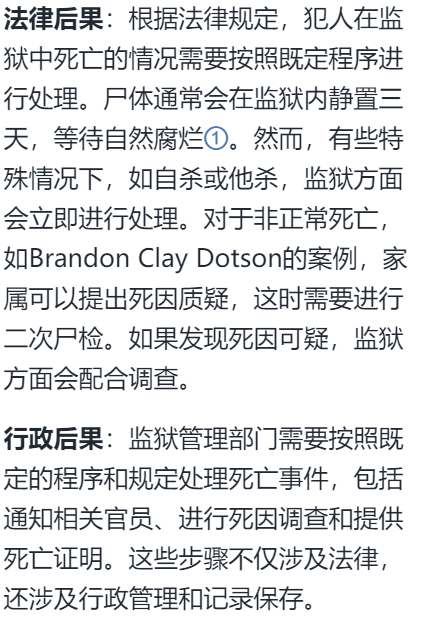 法律后果：根据法律规定，犯人在监
狱中死亡的情况需要按照既定程序进
行处理。尸体通常会在监狱内静置三
天，等待自然腐烂①。然而，有些特
殊情况下，如自杀或他杀，监狱方面
会立即进行处理。对于非正常死亡，
如Brandon Clay Dotson的案例，家
属可以提出死因质疑，这时需要进行
二次尸检。如果发现死因可疑，监狱
方面会配合调查。
行政后果：监狱管理部门需要按照既
定的程序和规定处理死亡事件，包括
通知相关官员、进行死因调查和提供
死亡证明。这些步骤不仅涉及法律，
还涉及行政管理和记录保存。